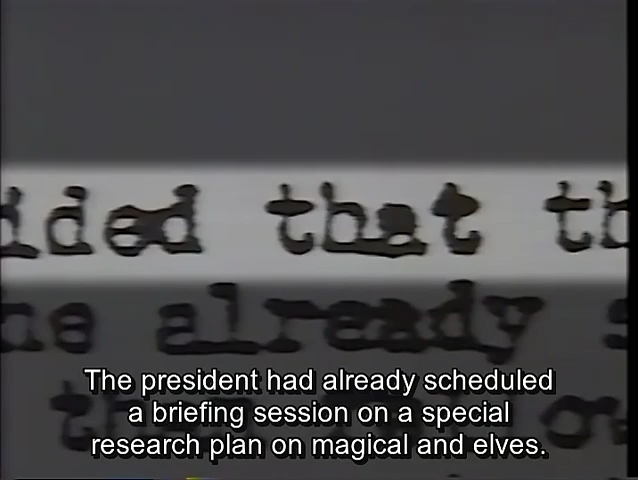 dded that th
he already s
The president had already scheduled
a briefing session on a special
research plan on magical and elves.